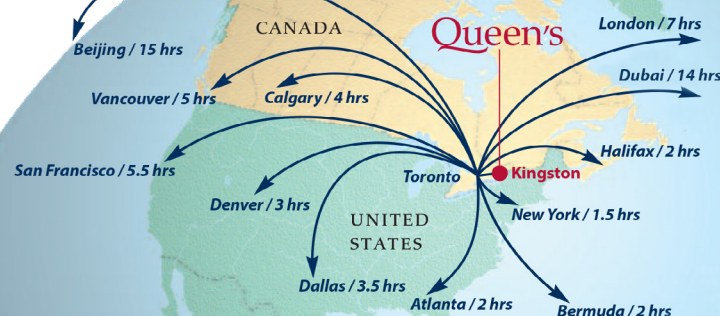 CANADA
Queen's
London / 7 hrs
Beijing / 15 hrs
Dubai / 14 hrs
Vancouver / 5 hrs
Calgary / 4 hrs
Halifax / 2 hrs
San Francisco / 5.5 hrs
Toronto
Kingston
Denver / 3 hrs
New York / 1.5 hrs
UNITED
STATES
Dallas / 3.5 hrs
Atlanta / 2 hrs
Bermuda / 2 hrs